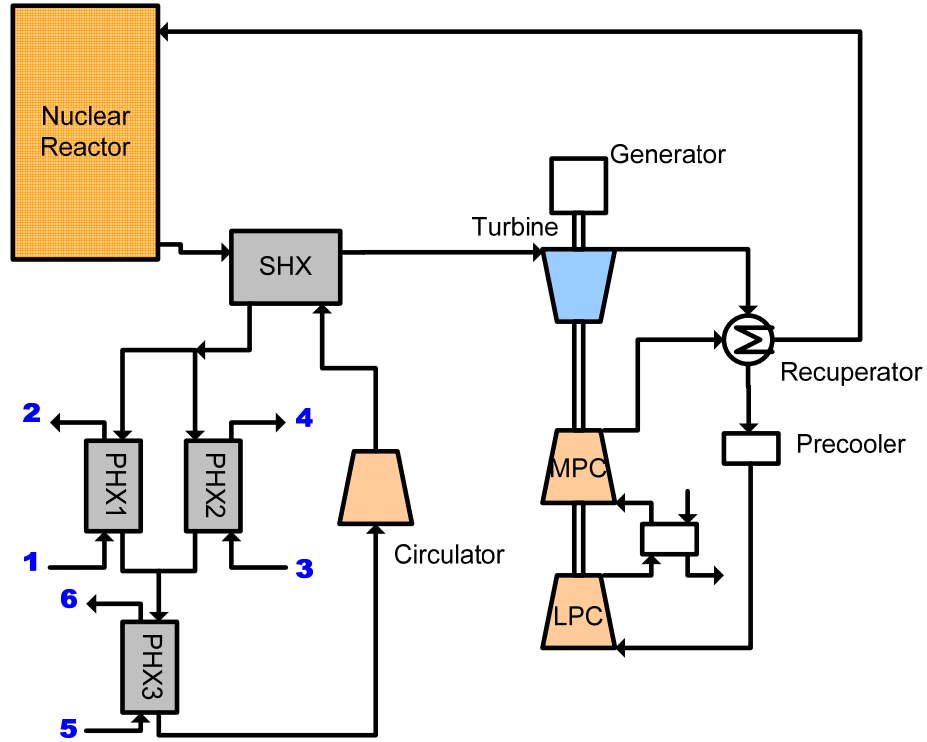 Nuclear
Reactor
Generator
Turbine
SHX
Recuperator
2
4
Precooler
PHX1
PHX2
MPC
Circulator
1
3
6
LPC
PHX3
5